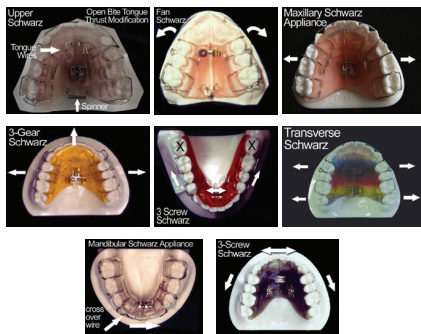 Upper
Schwarz
Open Bite Tongue
Thrust Modification
Tongue
Wires
Spinner
Fan
Schwarz
Maxillary Schwarz
Appliance
3-Gear
Schwarz
X
X
3 Screw
Schwarz
Transverse
Schwarz
Mandibular Schwarz Appliance
cross
over
wire
3-Screw
Schwarz